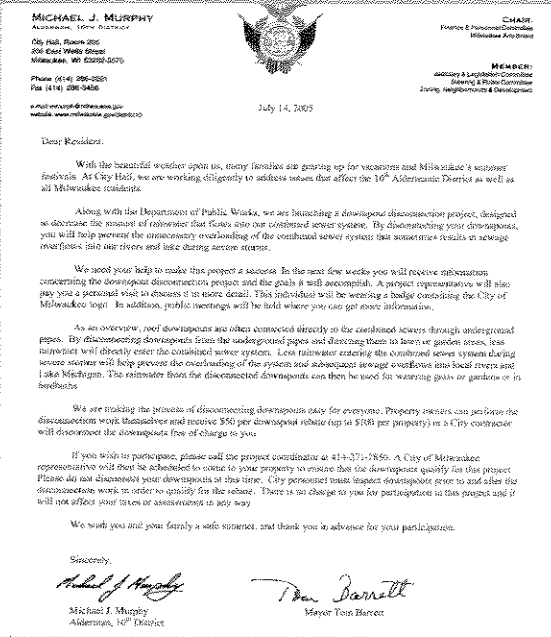 MICHAEL J. MURPHY
ALDERMAN, 10TH DISTRICT
City Hall, Room 205
200 East Wells Street
Milwaukee, WI 53202-3570
Phone (414) 286-
Fax (414) 286-3456
CHAIR:
Finance & Personnel Committee
Milwaukee Arts Board
MEMBER:
Judiciary & Legislation Committee
Steering & Rules Committee
Zoning, Neighborhoods & Development
July 14, 2005
Dear Resident,
With the beautiful weather upon us, many families are gearing up for vacations and Milwaukee's summer
festivals. At City Hall, we are working diligently to address issues that affect the 10th Aldermanic District as well as
all Milwaukee residents.
Along with the Department of Public Works, we are launching a downspout disconnection project, designed
to decrease the amount of rainwater that flows into our combined sewer system. By disconnecting your downspouts,
you will help prevent the unnecessary overloading of the combined sewer system that sometimes results in sewage
overflows into our rivers and lake during severe storms.
We need your help to make this project a success. In the next few weeks you will receive information
concerning the downspout disconnection project and the goals it will accomplish. A project representative will also
pay you a personal visit to discuss it in more detail. This individual will be wearing a badge containing the City of
Milwaukee logo. In addition, public meetings will be held where you can get more information.
As an overview, roof downspouts are often connected directly to the combined sewers through underground
pipes. By disconnecting downspouts from the underground pipes and directing them to lawn or garden areas, less
rainwater will directly enter the combined sewer system. Less rainwater entering the combined sewer system during
severe storms will help prevent the overloading of the system and subsequent sewage overflows into local rivers and
Lake Michigan. The rainwater from the disconnected downspouts can then be used for watering grass or gardens or in
birdbaths.
We are making the process of disconnecting downspouts easy for everyone. Property owners can perform the
disconnection work themselves and receive $50 per downspout rebate (up to $100 per property) or a City contractor
will disconnect the downspouts free of charge to you.
If you wish to participate, please call the project coordinator at 414-271-7850. A City of Milwaukee
representative will then be scheduled to come to your property to ensure that the downspouts qualify for this project.
Please do not disconnect your downspouts at this time. City personnel must inspect downspouts prior to and after the
disconnection work in order to qualify for the rebate. There is no charge to you for participation in this project and it
will not affect your taxes or assessments in any way.
We wish you and your family a safe summer, and thank you in advance for your participation.
Sincerely,
Michael J Murphy
Tom Barrett
Michael J. Murphy
Mayor Tom Barrett
Alderman, 10th District